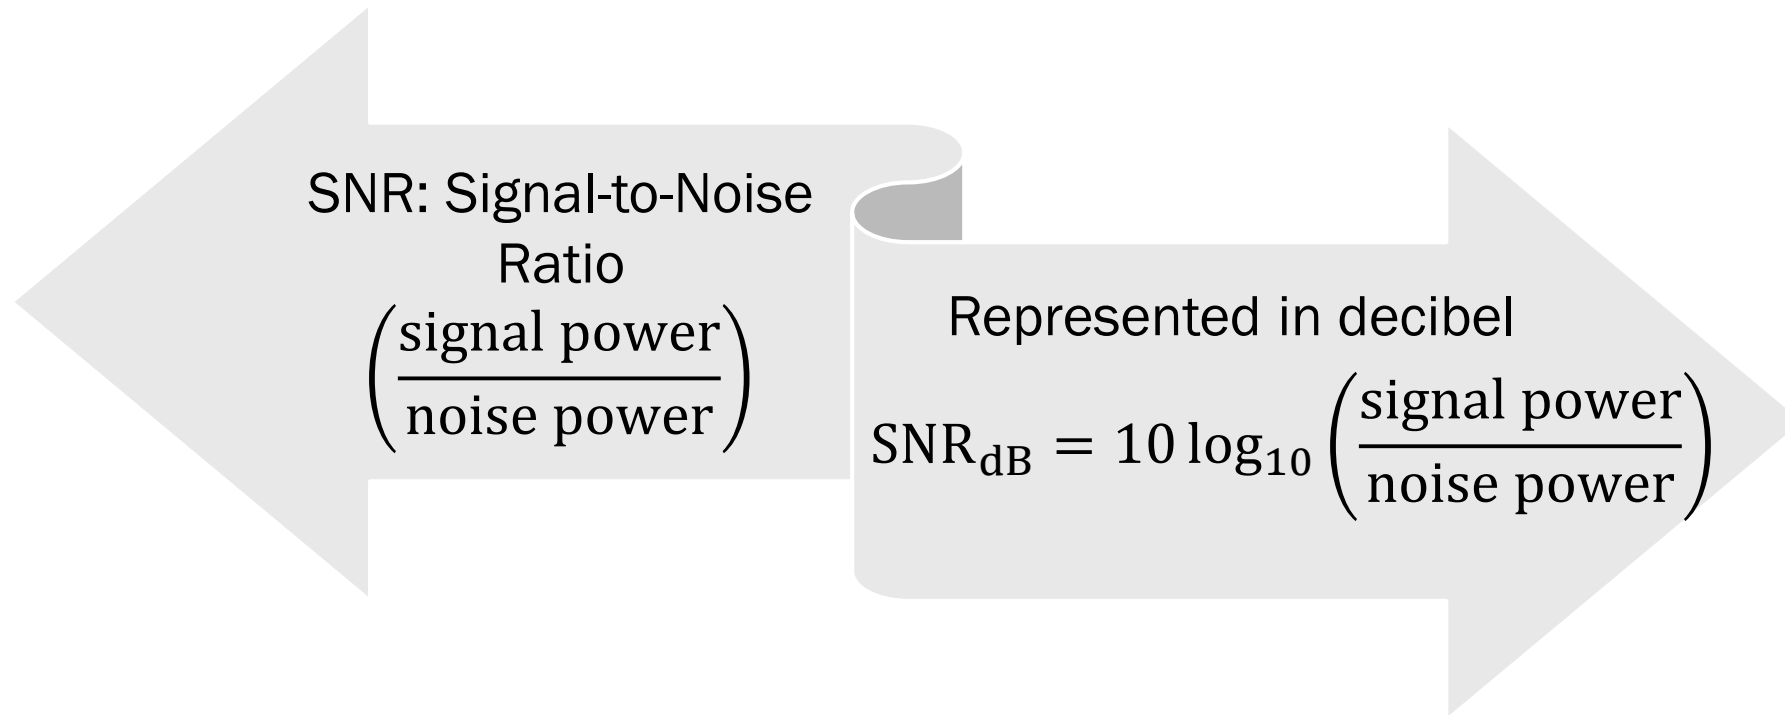 SNR: Signal-to-Noise
Ratio
(signal power / noise power)
Represented in decibel
SNR_dB = 10 log_10 (signal power / noise power)